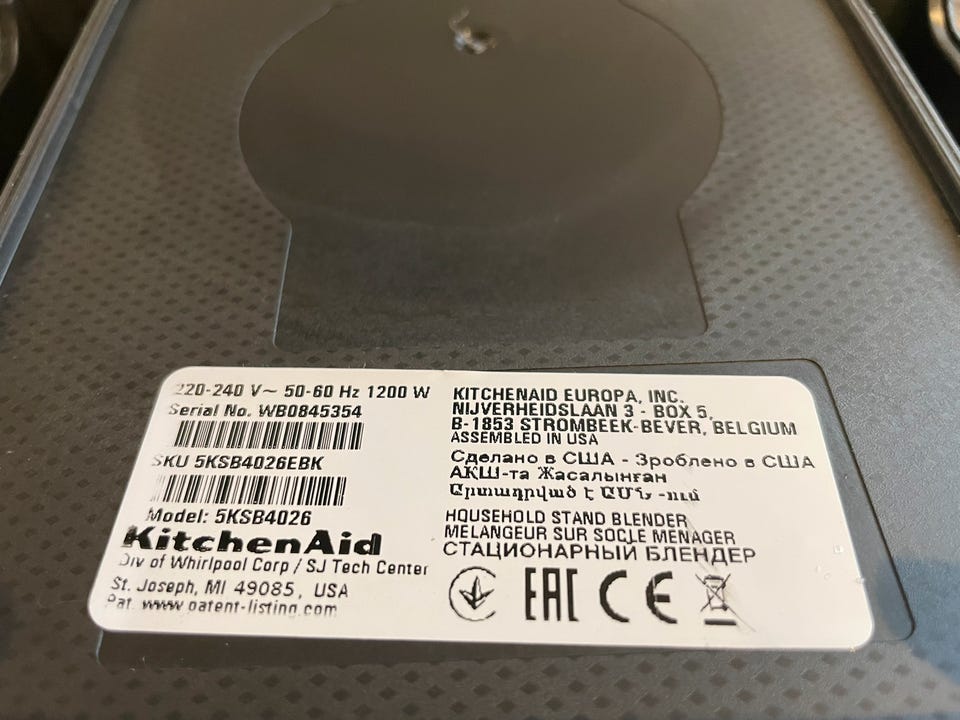 220-240 V~ 50-60 Hz 1200 W
Serial No. WB0845354
SKU 5KSB4026EBK
Model: 5KSB4026
KitchenAid
Div of Whirlpool Corp / SJ Tech Center
St. Joseph, MI 49085, USA
Pat. www.patent-listing.com
KITCHENAID EUROPA, INC.
NIJVERHEIDSLAAN 3 - BOX 5,
B-1853 STROMBEEK-BEVER, BELGIUM
ASSEMBLED IN USA
Сделано в США - Зроблено в США
АҚШ-та Жасалынған
Արտադրված է ԱՄՆ -ում
HOUSEHOLD STAND BLENDER
MELANGEUR SUR SOCLE MENAGER
СТАЦИОНАРНЫЙ БЛЕНДЕР
EAC CE